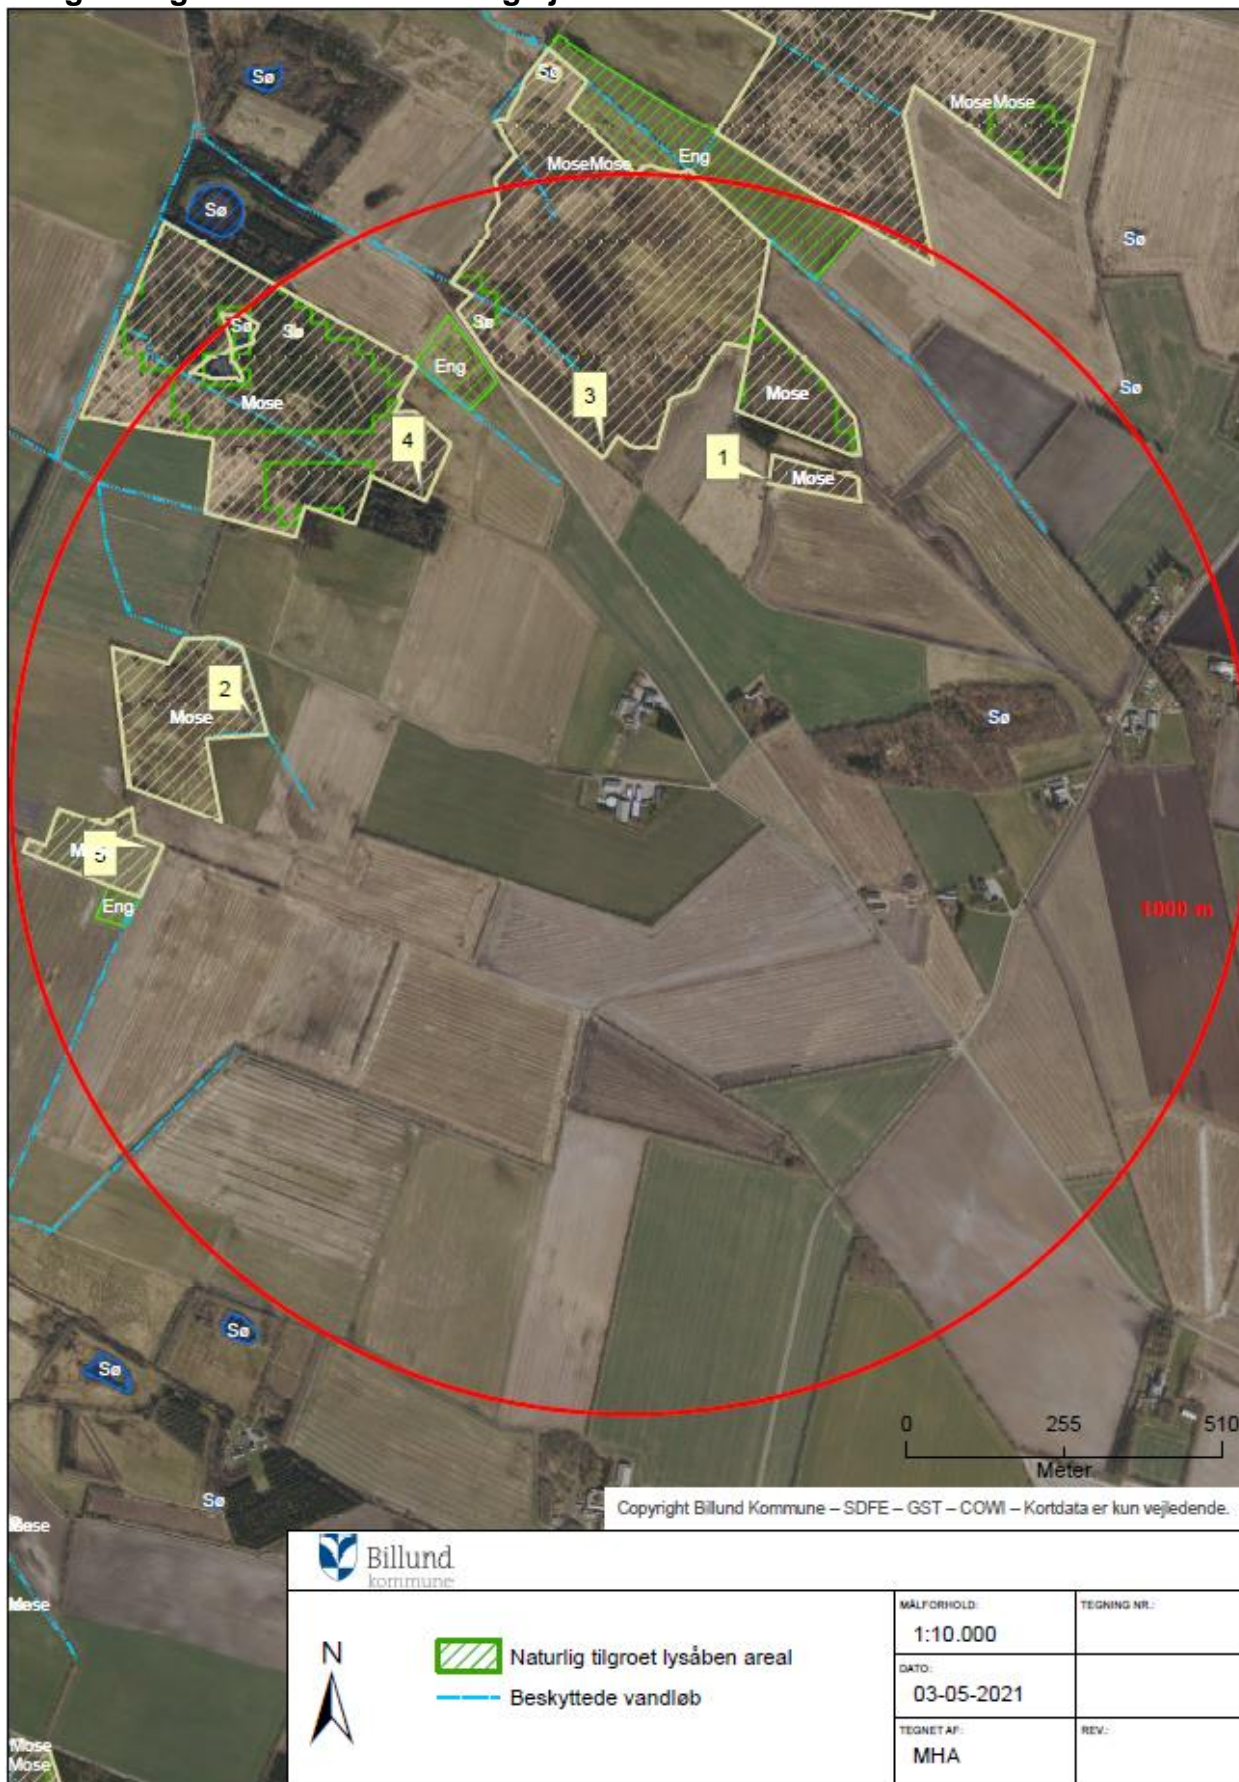 Sø
Sø
MoseMose
MoseMose
Eng
Sø
Sø
Sø
Sø
Sø
Eng
Sø
Mose
3
Mose
4
1
Mose
2
Mose
Sø
5
Eng
1000 m
Sø
Sø
Sø
0 255 510
Meter
Copyright Billund Kommune – SDFE – GST – COWI – Kortdata er kun vejledende.
Mose
Mose
Mose
Billund
kommune
N
Naturlig tilgroet lysåben areal
Beskyttede vandløb
MÅLFORHOLD:
1:10.000
TEGNING NR.:
DATO:
03-05-2021
TEGNET AF:
MHA
REV.:
Mose